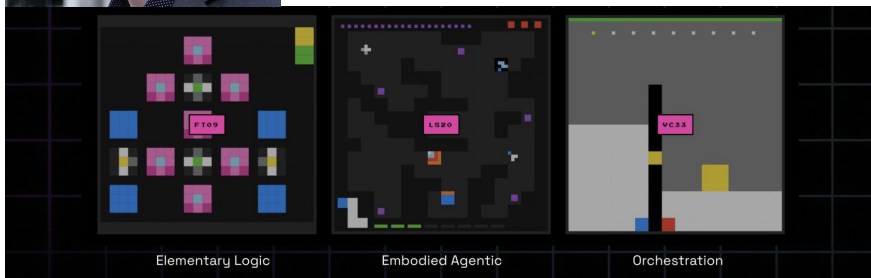 FT09
LS20
VC33
Elementary Logic
Embodied Agentic
Orchestration